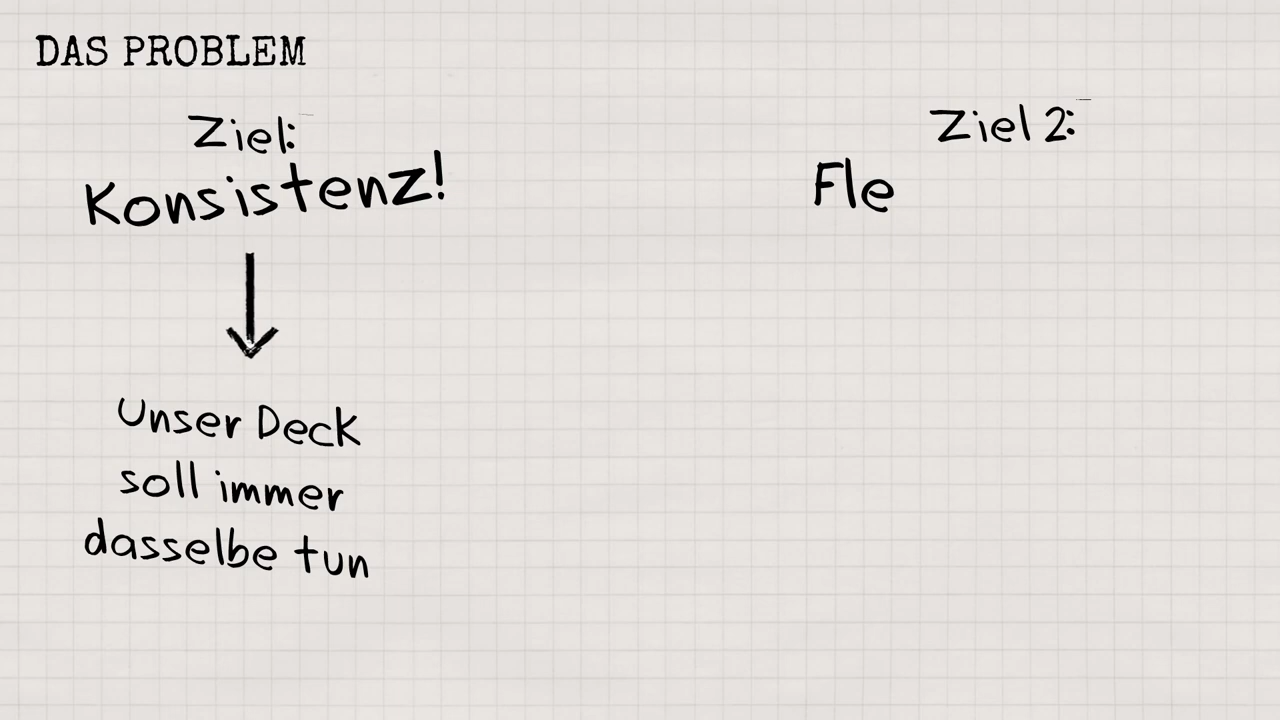 DAS PROBLEM
Ziel:
Konsistenz!
Unser Deck
soll immer
dasselbe tun
Ziel 2:
Fle